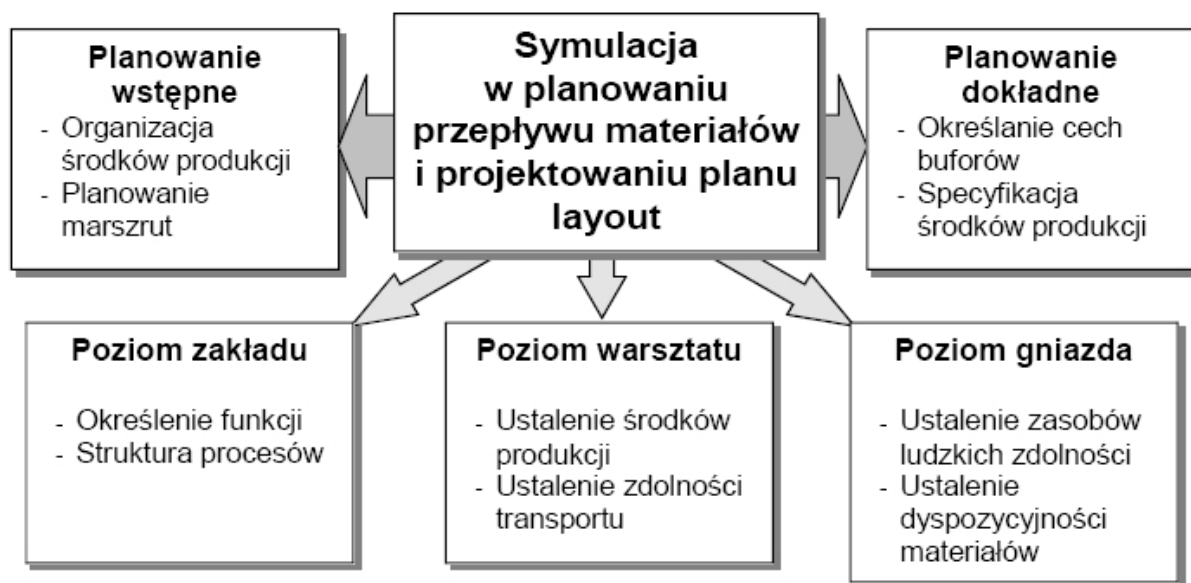 Planowanie
wstępne
- Organizacja
środków produkcji
- Planowanie
marszrut
Symulacja
w planowaniu
przepływu materiałów
i projektowaniu planu
layout
Planowanie
dokładne
- Określanie cech
buforów
- Specyfikacja
środków produkcji
Poziom zakładu
- Określenie funkcji
- Struktura procesów
Poziom warsztatu
- Ustalenie środków
produkcji
- Ustalenie zdolności
transportu
Poziom gniazda
- Ustalenie zasobów
ludzkich zdolności
- Ustalenie
dyspozycyjności
materiałów